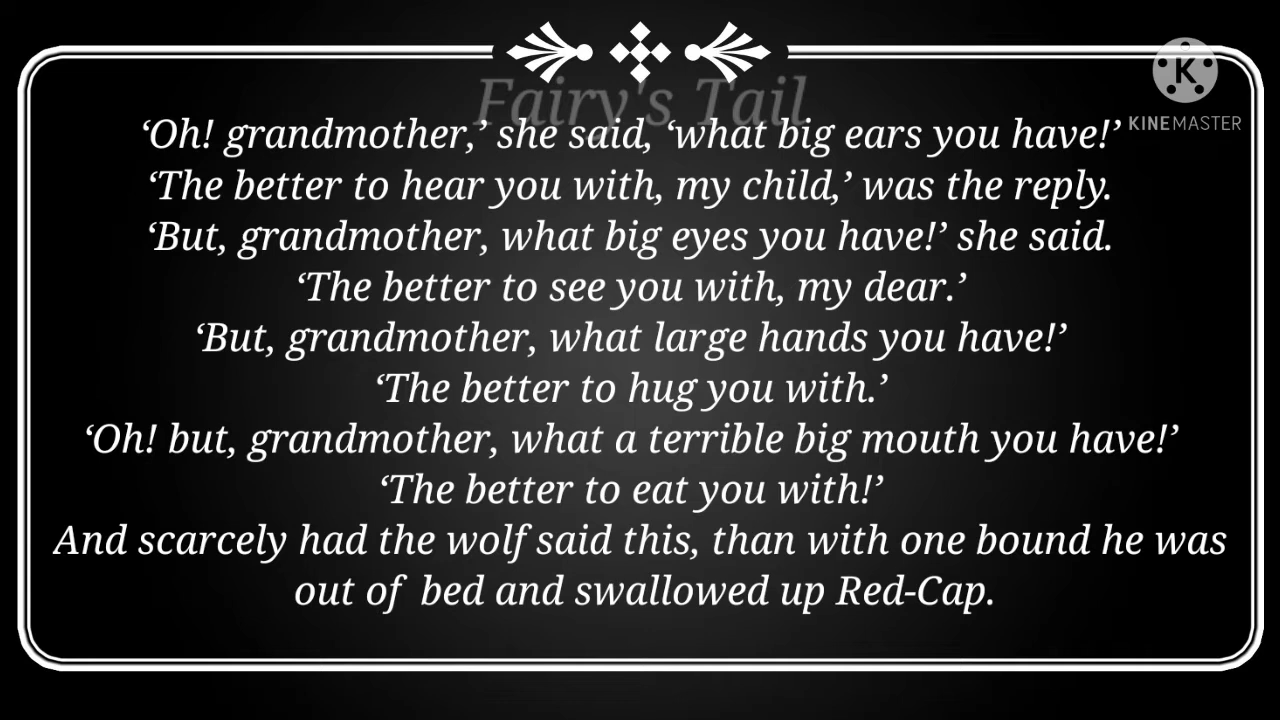 Fairy's Tail
‘Oh! grandmother,’ she said, ‘what big ears you have!’
KINEMASTER
‘The better to hear you with, my child,’ was the reply.
‘But, grandmother, what big eyes you have!’ she said.
‘The better to see you with, my dear.’
‘But, grandmother, what large hands you have!’
‘The better to hug you with.’
‘Oh! but, grandmother, what a terrible big mouth you have!’
‘The better to eat you with!’
And scarcely had the wolf said this, than with one bound he was
out of bed and swallowed up Red-Cap.